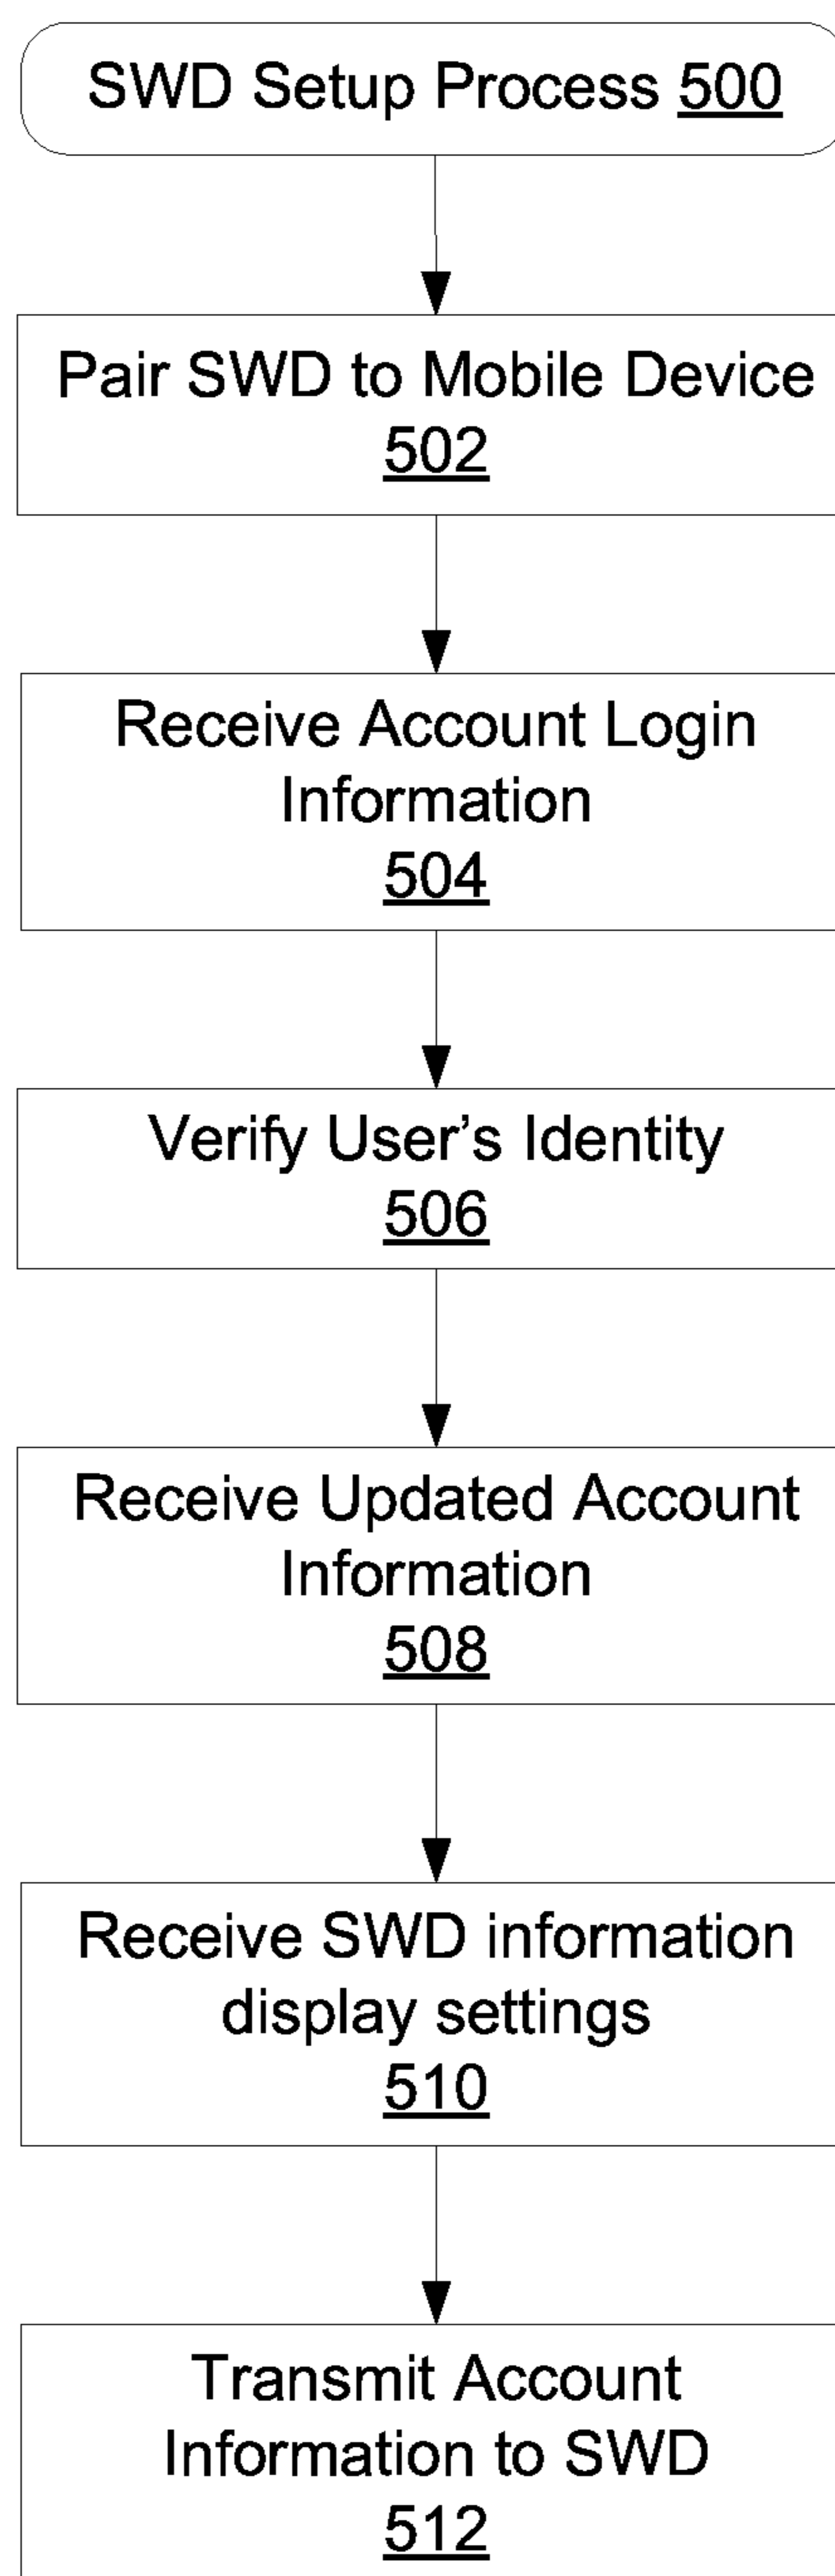 SWD Setup Process 500
Pair SWD to Mobile Device
502
Receive Account Login
Information
504
Verify User’s Identity
506
Receive Updated Account
Information
508
Receive SWD information
display settings
510
Transmit Account
Information to SWD
512